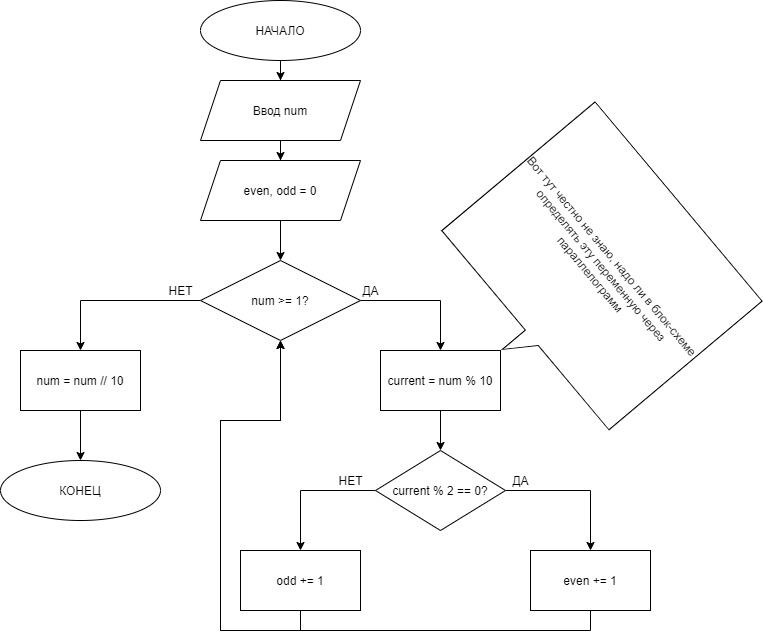 НАЧАЛО
Ввод num
even, odd = 0
num >= 1?
НЕТ
ДА
num = num // 10
current = num % 10
Вот тут честно не знаю, надо ли в блок-схеме
определять эту переменную через
параллелограмм
КОНЕЦ
current % 2 == 0?
НЕТ
ДА
odd += 1
even += 1